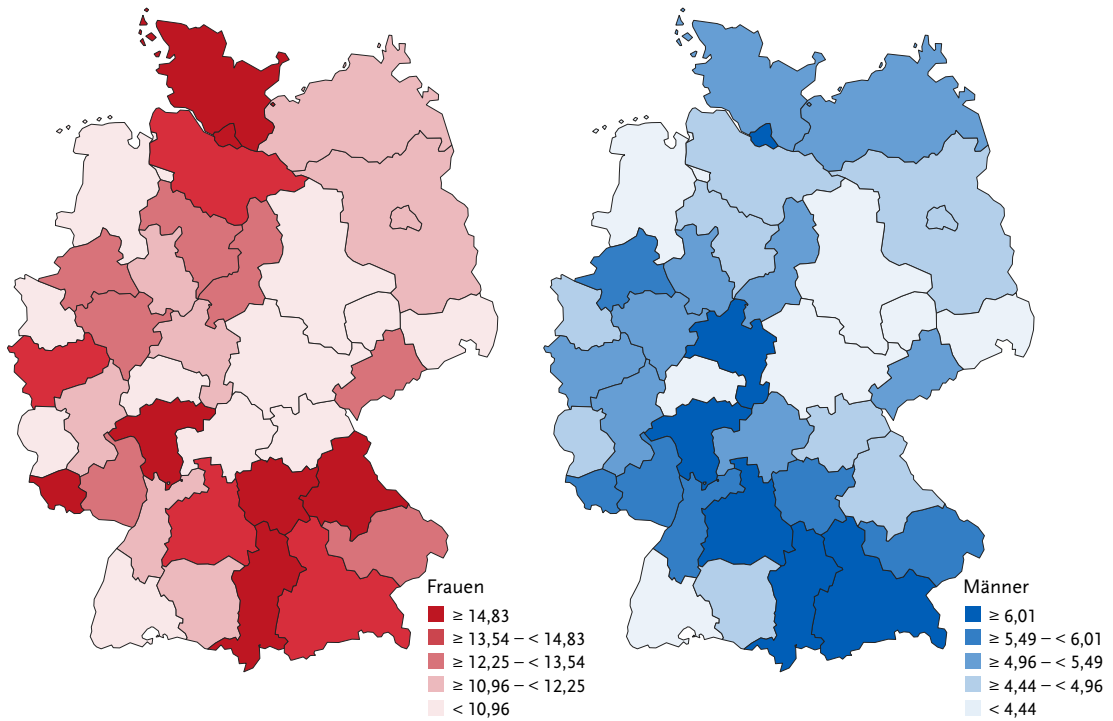 Frauen
≥ 14,83
≥ 13,54 – < 14,83
≥ 12,25 – < 13,54
≥ 10,96 – < 12,25
< 10,96
Männer
≥ 6,01
≥ 5,49 – < 6,01
≥ 4,96 – < 5,49
≥ 4,44 – < 4,96
< 4,44